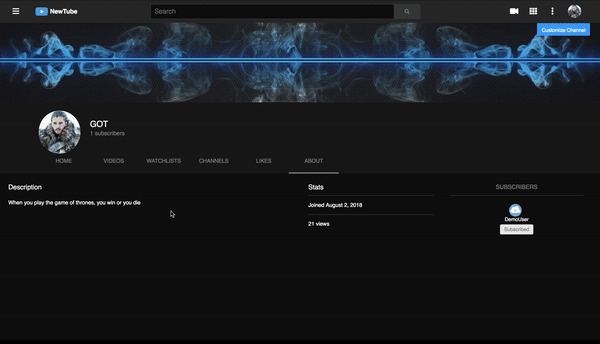 NewTube
Search
Customize Channel
GOT
1 subscribers
HOME
VIDEOS
WATCHLISTS
CHANNELS
LIKES
ABOUT
Description
When you play the game of thrones, you win or you die
Stats
Joined August 2, 2018
21 views
SUBSCRIBERS
DemoUser
Subscribed